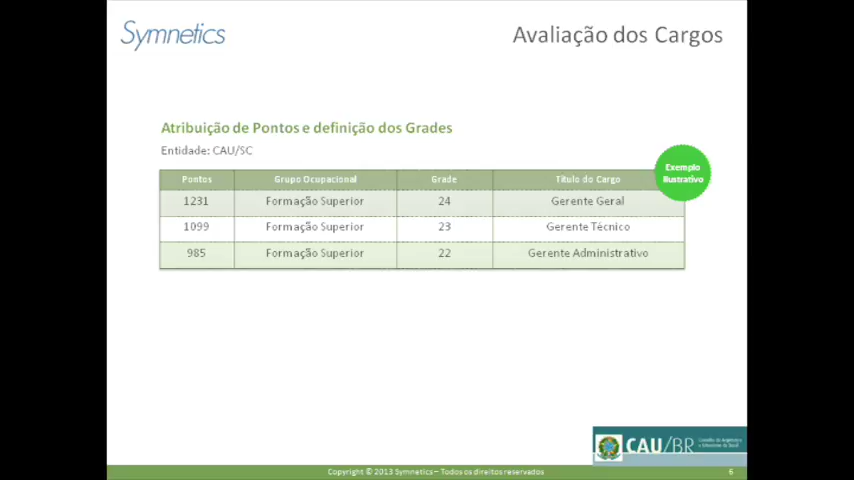 Symnetics
Avaliação dos Cargos
Atribuição de Pontos e definição dos Grades
Entidade: CAU/SC
Exemplo
Ilustrativo
Pontos Grupo Ocupacional Grade Título do Cargo
1231 Formação Superior 24 Gerente Geral
1099 Formação Superior 23 Gerente Técnico
985 Formação Superior 22 Gerente Administrativo
CAU/BR
Copyright © 2013 Symnetics – Todos os direitos reservados
6